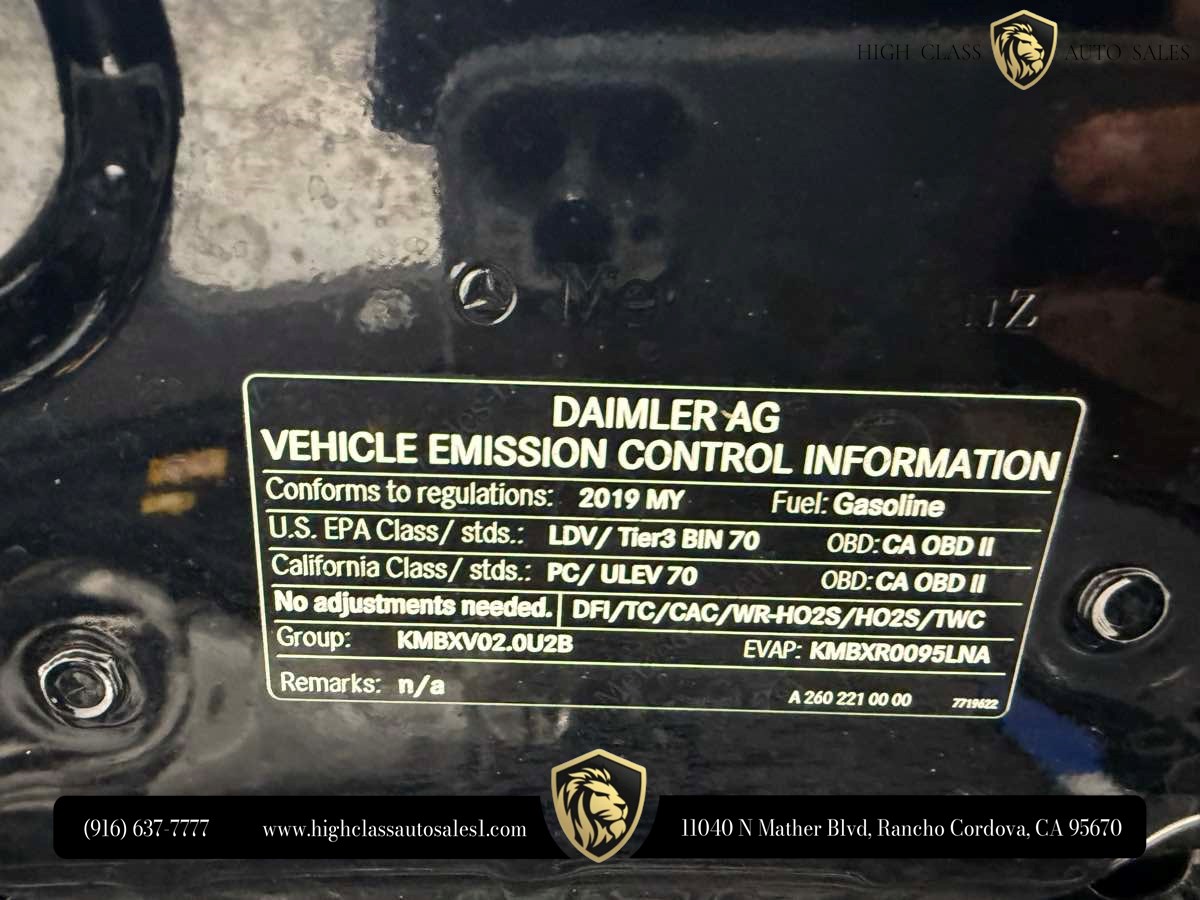 HIGH CLASS AUTO SALES
DAIMLER AG
VEHICLE EMISSION CONTROL INFORMATION
Conforms to regulations: 2019 MY Fuel: Gasoline
U.S. EPA Class/ stds.: LDV/ Tier3 BIN 70 OBD: CA OBD II
California Class/ stds.: PC/ ULEV 70 OBD: CA OBD II
No adjustments needed. DFI/TC/CAC/WR-HO2S/HO2S/TWC
Group: KMBXV02.0U2B EVAP: KMBXR0095LNA
Remarks: n/a A 260 221 00 00 7719622
(916) 637-7777 www.highclassautosales1.com 11040 N Mather Blvd, Rancho Cordova, CA 95670